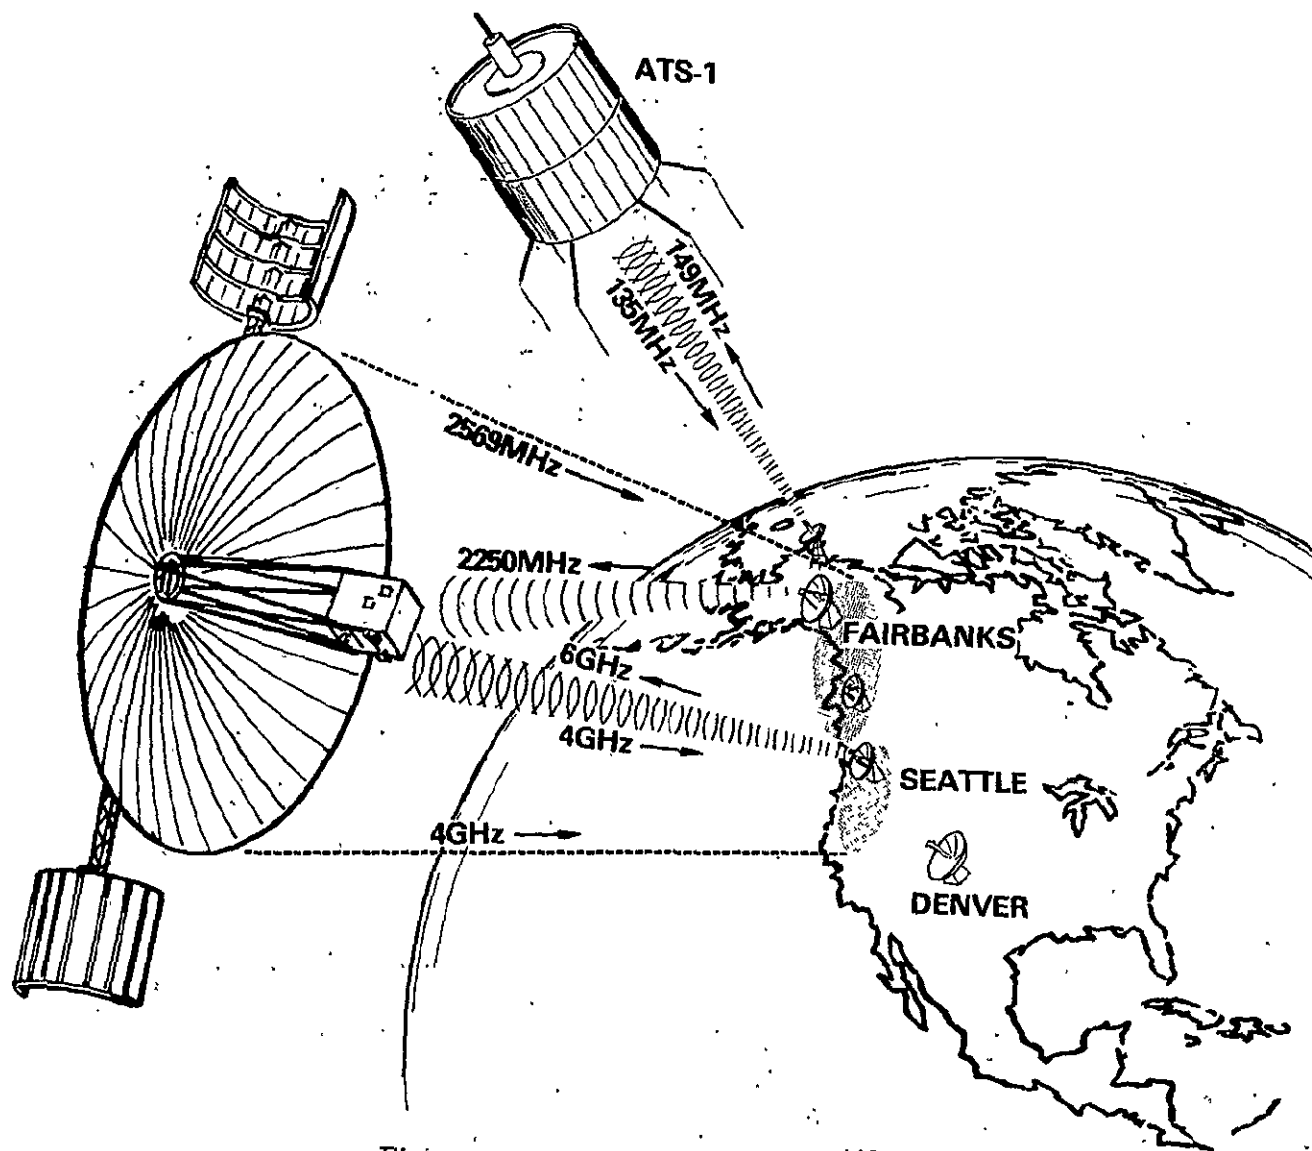 ATS-1
149MHz
135MHz
2569MHz
2250MHz
FAIRBANKS
6GHz
4GHz
SEATTLE
4GHz
DENVER